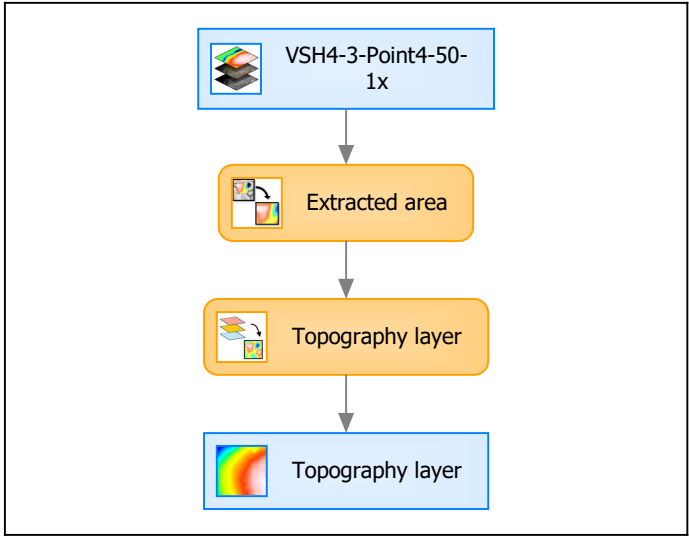 VSH4-3-Point4-50-
1x
Extracted area
Topography layer
Topography layer